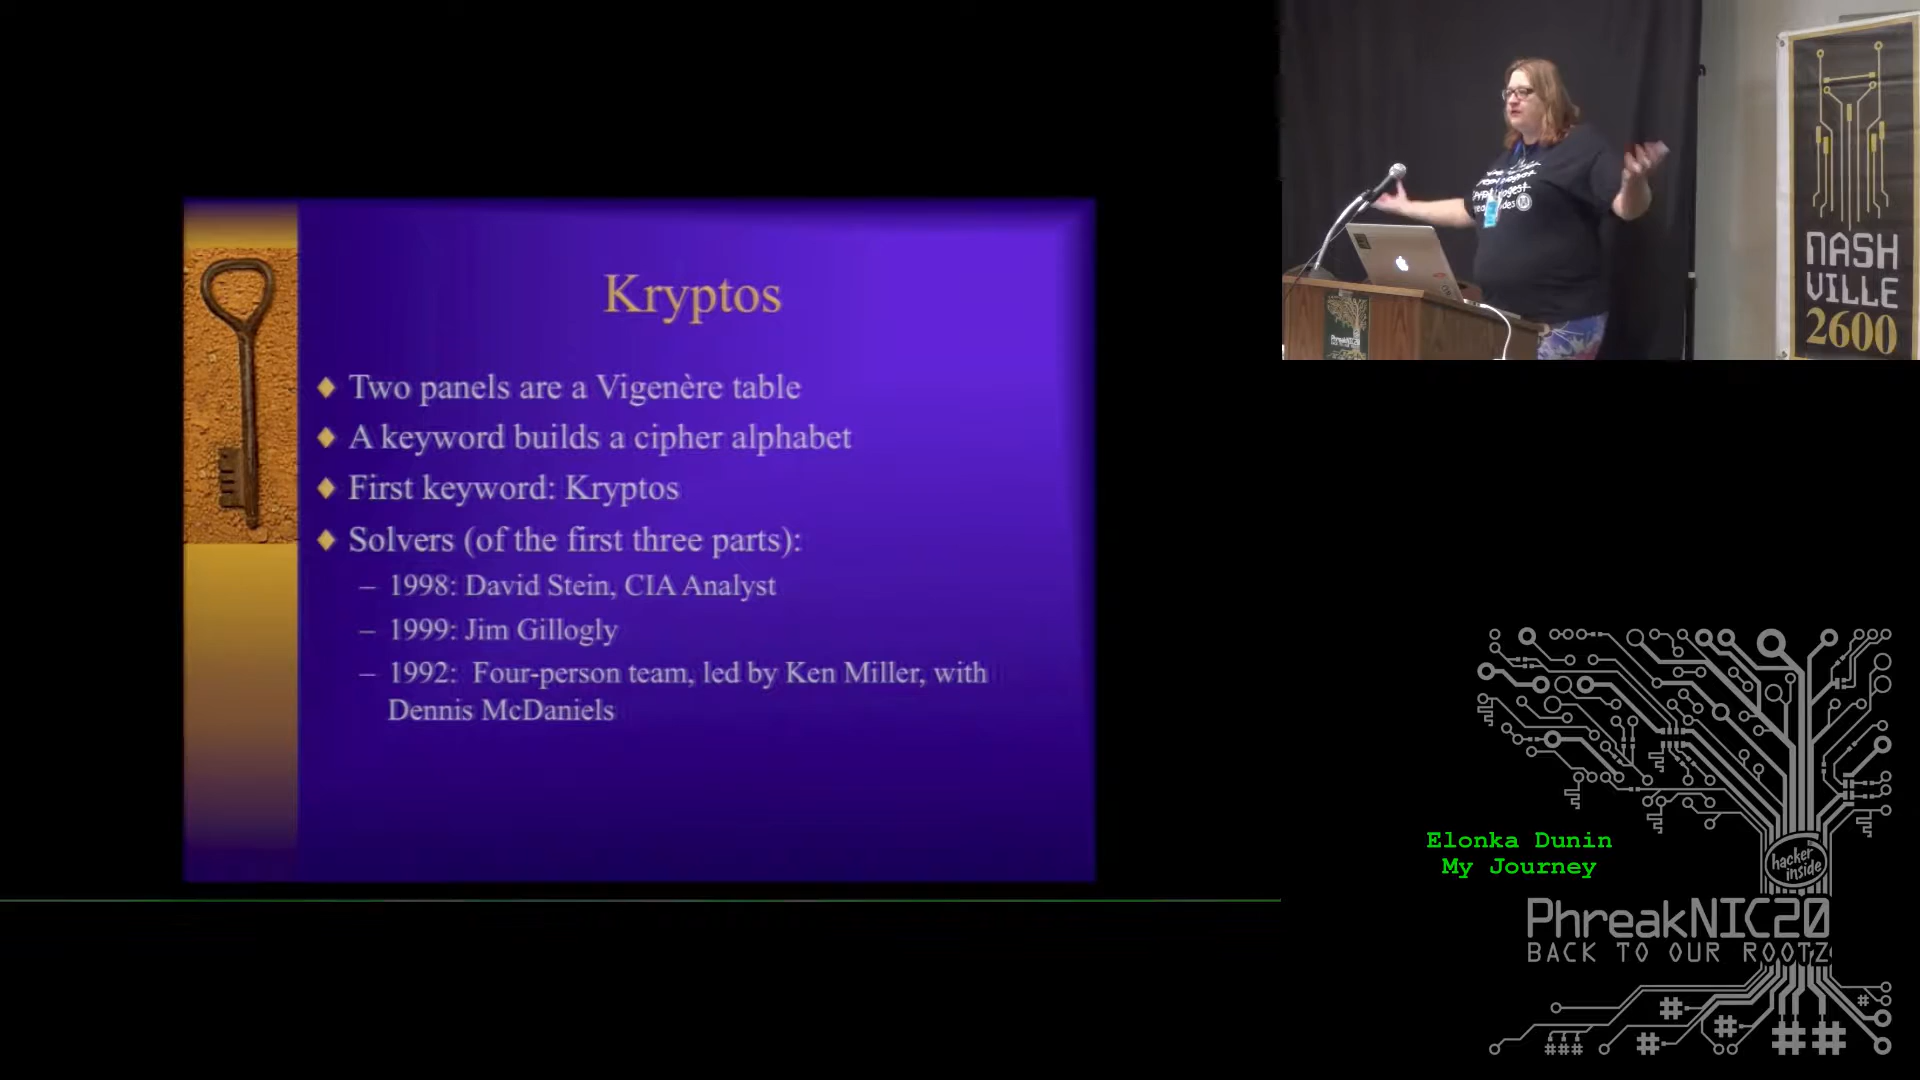 Kryptos
Two panels are a Vigenère table
A keyword builds a cipher alphabet
First keyword: Kryptos
Solvers (of the first three parts):
– 1998: David Stein, CIA Analyst
– 1999: Jim Gillogly
– 1992: Four-person team, led by Ken Miller, with
Dennis McDaniels
NASH
VILLE
2600
Elonka Dunin
My Journey
hacker
inside
PhreakNIC20
BACK TO OUR ROOTZ
### # # # # ##